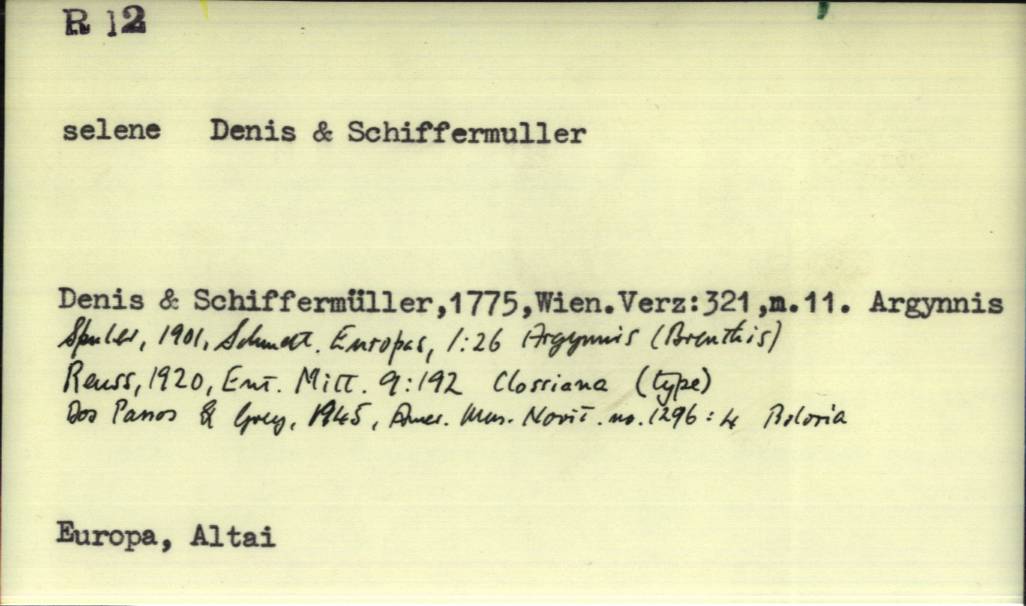 R 12
selene Denis & Schiffermuller
Denis & Schiffermüller,1775,Wien.Verz:321,n.11. Argynnis
Spuler, 1901, Schmett. Europas, 1:26 Argynnis (Brenthis)
Reuss, 1920, Ent. Mitt. 9:192 Clossiana (type)
Dos Passos & Grey, 1945, Amer. Mus. Novit. no. 1296:4 Boloria
Europa, Altai